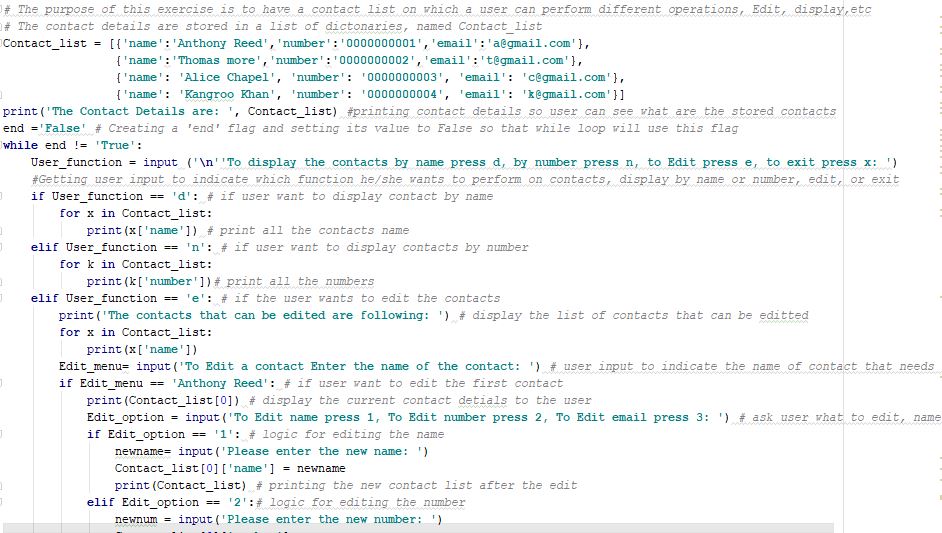 # The purpose of this exercise is to have a contact list on which a user can perform different operations, Edit, display,etc
# The contact details are stored in a list of dictonaries, named Contact_list
Contact_list = [{'name':'Anthony Reed','number':'0000000001','email':'a@gmail.com'},
{'name':'Thomas more','number':'0000000002','email':'t@gmail.com'},
{'name': 'Alice Chapel', 'number': '0000000003', 'email': 'c@gmail.com'},
{'name': 'Kangroo Khan', 'number': '0000000004', 'email': 'k@gmail.com'}]
print('The Contact Details are: ', Contact_list) #printing contact details so user can see what are the stored contacts
end ='False' # Creating a 'end' flag and setting its value to False so that while loop will use this flag
while end != 'True':
User_function = input ('\n''To display the contacts by name press d, by number press n, to Edit press e, to exit press x: ')
#Getting user input to indicate which function he/she wants to perform on contacts, display by name or number, edit, or exit
if User_function == 'd': # if user want to display contact by name
for x in Contact_list:
print(x['name']) # print all the contacts name
elif User_function == 'n': # if user want to display contacts by number
for k in Contact_list:
print(k['number'])# print all the numbers
elif User_function == 'e': # if the user wants to edit the contacts
print('The contacts that can be edited are following: ') # display the list of contacts that can be editted
for x in Contact_list:
print(x['name'])
Edit_menu= input('To Edit a contact Enter the name of the contact: ') # user input to indicate the name of contact that needs
if Edit_menu == 'Anthony Reed': # if user want to edit the first contact
print(Contact_list[0]) # display the current contact detials to the user
Edit_option = input('To Edit name press 1, To Edit number press 2, To Edit email press 3: ') # ask user what to edit, name
if Edit_option == '1': # logic for editing the name
newname= input('Please enter the new name: ')
Contact_list[0]['name'] = newname
print(Contact_list) # printing the new contact list after the edit
elif Edit_option == '2':# logic for editing the number
newnum = input('Please enter the new number: ')